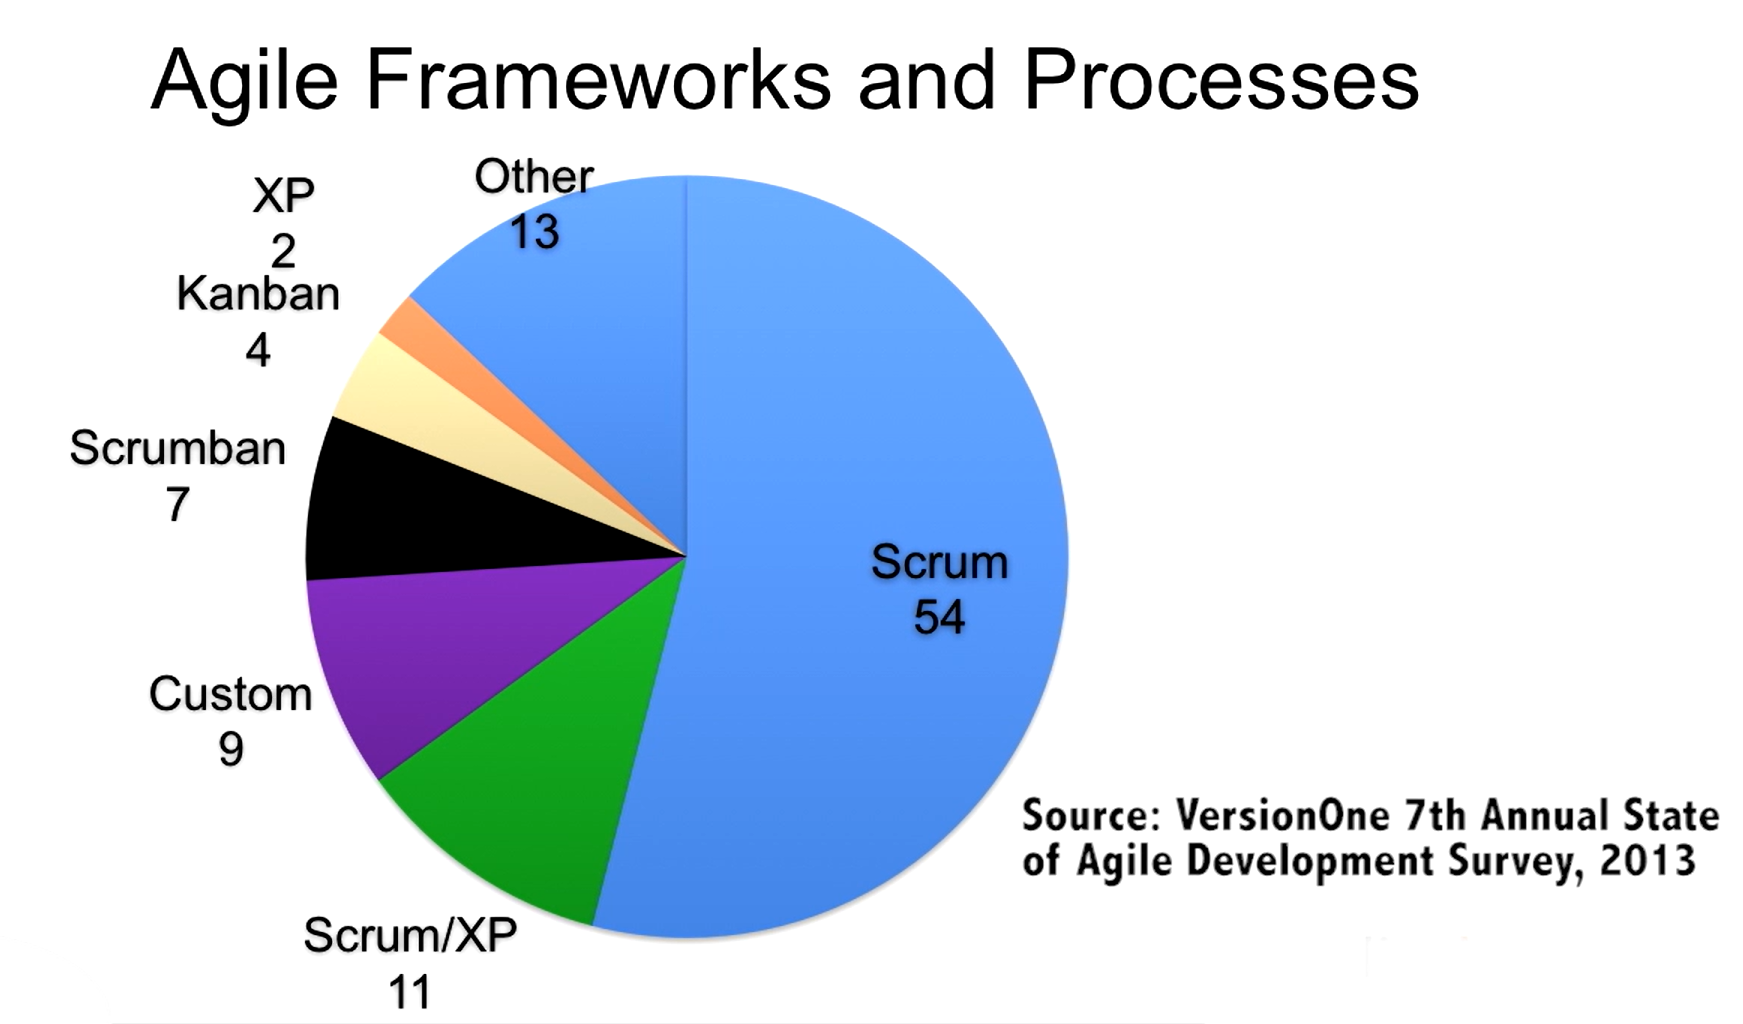 Agile Frameworks and Processes
Other
13
XP
2
Kanban
4
Scrumban
7
Scrum
54
Custom
9
Scrum/XP
11
Source: VersionOne 7th Annual State
of Agile Development Survey, 2013